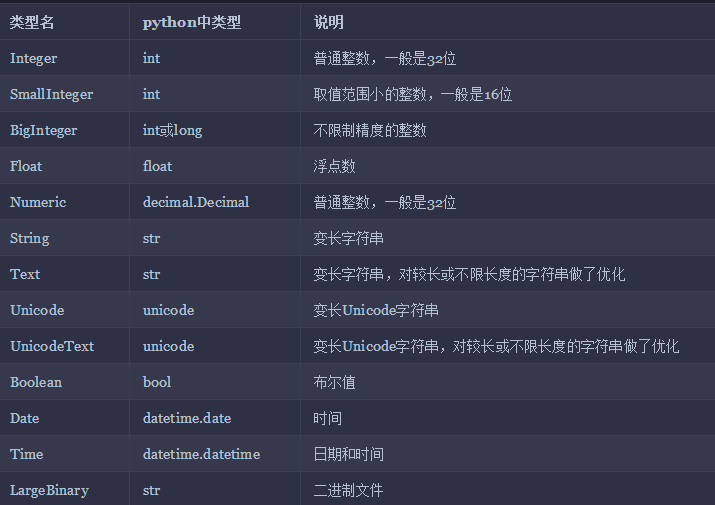 类型名 python中类型 说明
Integer int 普通整数，一般是32位
SmallInteger int 取值范围小的整数，一般是16位
BigInteger int或long 不限制精度的整数
Float float 浮点数
Numeric decimal.Decimal 普通整数，一般是32位
String str 变长字符串
Text str 变长字符串，对较长或不限长度的字符串做了优化
Unicode unicode 变长Unicode字符串
UnicodeText unicode 变长Unicode字符串，对较长或不限长度的字符串做了优化
Boolean bool 布尔值
Date datetime.date 时间
Time datetime.datetime 日期和时间
LargeBinary str 二进制文件